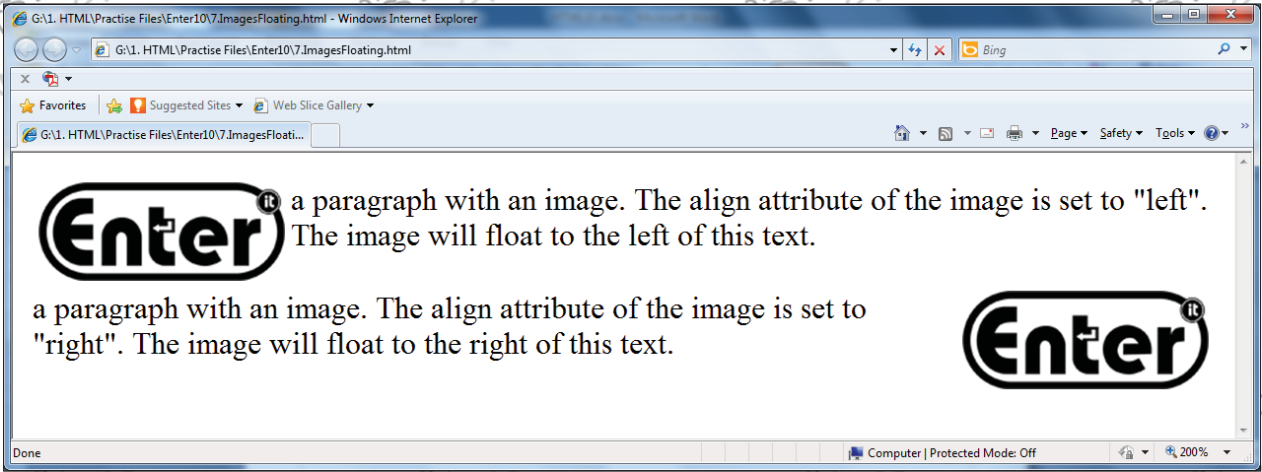 G:\1. HTML\Practise Files\Enter10\7.ImagesFloating.html - Windows Internet Explorer
G:\1. HTML\Practise Files\Enter10\7.ImagesFloating.html
Bing
x
Favorites Suggested Sites Web Slice Gallery
G:\1. HTML\Practise Files\Enter10\7.ImagesFloati... Page Safety Tools »
Enter it
a paragraph with an image. The align attribute of the image is set to "left".
The image will float to the left of this text.
a paragraph with an image. The align attribute of the image is set to
"right". The image will float to the right of this text.
Enter it
Done Computer | Protected Mode: Off 200%